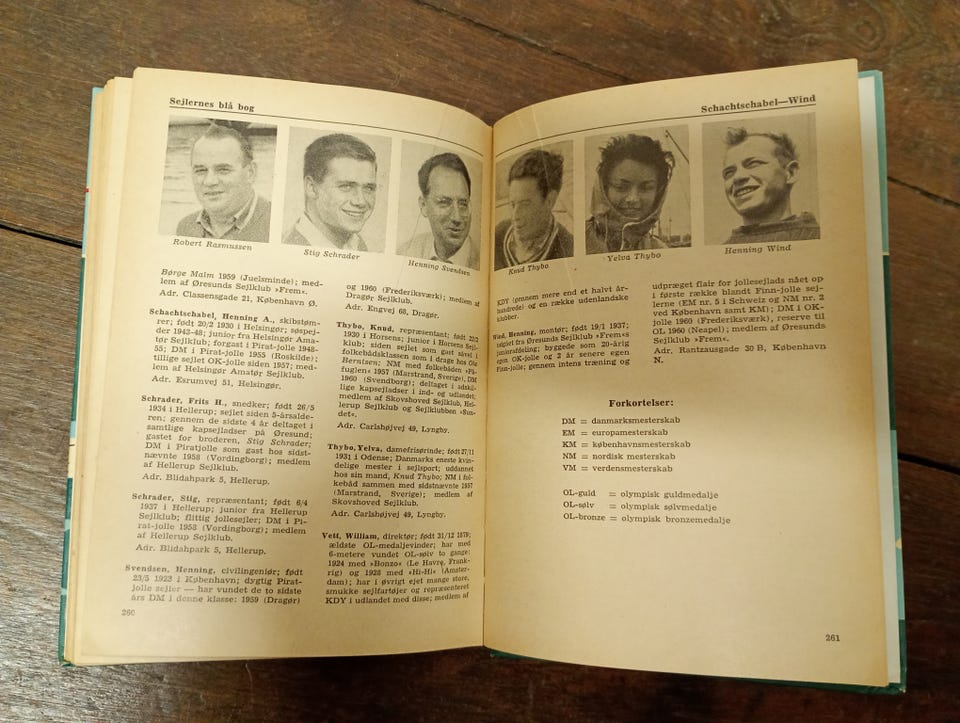 Sejlernes blå bog
Robert Rasmussen
Stig Schrader
Henning Svendsen
Børge Malm 1959 (Juelsminde); med-
lem af Øresunds Sejlklub »Frem«.
Adr. Classensgade 21, København Ø.
Schachtschabel, Henning A., skibstøm-
rer; født 20/2 1930 i Helsingør; søspej-
der 1943-48; junior fra Helsingør Ama-
tør Sejlklub; forgast i Pirat-jolle 1948-
55; DM i Pirat-jolle 1955 (Roskilde);
tillige sejlet OK-jolle siden 1957; med-
lem af Helsingør Amatør Sejlklub.
Adr. Esrumvej 51, Helsingør.
Schrader, Frits H., snedker; født 26/5
1934 i Hellerup; sejlet siden 5-årsalde-
ren; gennem de sidste 4 år deltaget i
samtlige kapsejladser på Øresund;
gastet for broderen, Stig Schrader;
DM i Piratjolle som gast hos sidst-
nævnte 1958 (Vordingborg); medlem
af Hellerup Sejlklub.
Adr. Blidahpark 5, Hellerup.
Schrader, Stig, repræsentant; født 6/4
1937 i Hellerup; junior fra Hellerup
Sejlklub; flittig jollesejler; DM i Pi-
rat-jolle 1958 (Vordingborg); medlem
af Hellerup Sejlklub.
Adr. Blidahpark 5, Hellerup.
Svendsen, Henning, civilingeniør; født
23/5 1923 i København; dygtig Pirat-
jolle sejler — har vundet de to sidste
års DM i denne klasse: 1959 (Dragør)
260
og 1960 (Frederiksværk); medlem af
Dragør Sejlklub.
Adr. Engvej 68, Dragør.
Thybo, Knud, repræsentant; født 22/2
1930 i Horsens; junior i Horsens Sejl-
klub; siden sejlet som gast såvel i
folkebådsklassen som i drage hos Ole
Berntsen; NM med folkebåden »På-
fuglen« 1957 (Marstrand, Sverige), DM
1960 (Svendborg); deltaget i adskil-
lige kapsejladser i ind- og udlandet;
medlem af Skovshoved Sejlklub, Hel-
lerup Sejlklub og Sejlklubben »Sun-
det«.
Adr. Carlshøjvej 49, Lyngby.
Thybo, Yelva, damefrisørinde; født 27/11
1931 i Odense; Danmarks eneste kvin-
delige mester i sejlsport; uddannet
hos sin mand, Knud Thybo; NM i fol-
kebåd sammen med sidstnævnte 1957
(Marstrand, Sverige); medlem af
Skovshoved Sejlklub.
Adr. Carlshøjvej 49, Lyngby.
Vett, William, direktør; født 31/12 1879;
ældste OL-medaljevinder; har med
6-metere vundet OL-sølv to gange:
1924 med »Bonzo« (Le Havre, Frank-
rig) og 1928 med »Hi-Hi« (Amster-
dam); har i øvrigt ejet mange store,
smukke sejlfartøjer og repræsenteret
KDY i udlandet med disse; medlem af
Schachtschabel—Wind
Knud Thybo
Yelva Thybo
Henning Wind
KDY (gennem mere end et halvt år-
hundrede) og en række udenlandske
klubber.
Wind, Henning, montør; født 19/1 1937;
udgået fra Øresunds Sejlklub »Frem«s
juniorafdeling; byggede som 20-årig
egen OK-jolle og 2 år senere egen
Finn-jolle; gennem intens træning og
udpræget flair for jollesejlads nået op
i første række blandt Finn-jolle sej-
lerne (EM nr. 5 i Schweiz og NM nr. 2
ved København samt KM); DM i OK-
jolle 1960 (Frederiksværk), reserve til
OL 1960 (Neapel); medlem af Øresunds
Sejlklub »Frem«.
Adr. Rantzausgade 30 B, København
N.
Forkortelser:
DM = danmarksmesterskab
EM = europamesterskab
KM = københavnsmesterskab
NM = nordisk mesterskab
VM = verdensmesterskab
OL-guld = olympisk guldmedalje
OL-sølv = olympisk sølvmedalje
OL-bronze = olympisk bronzemedalje
261